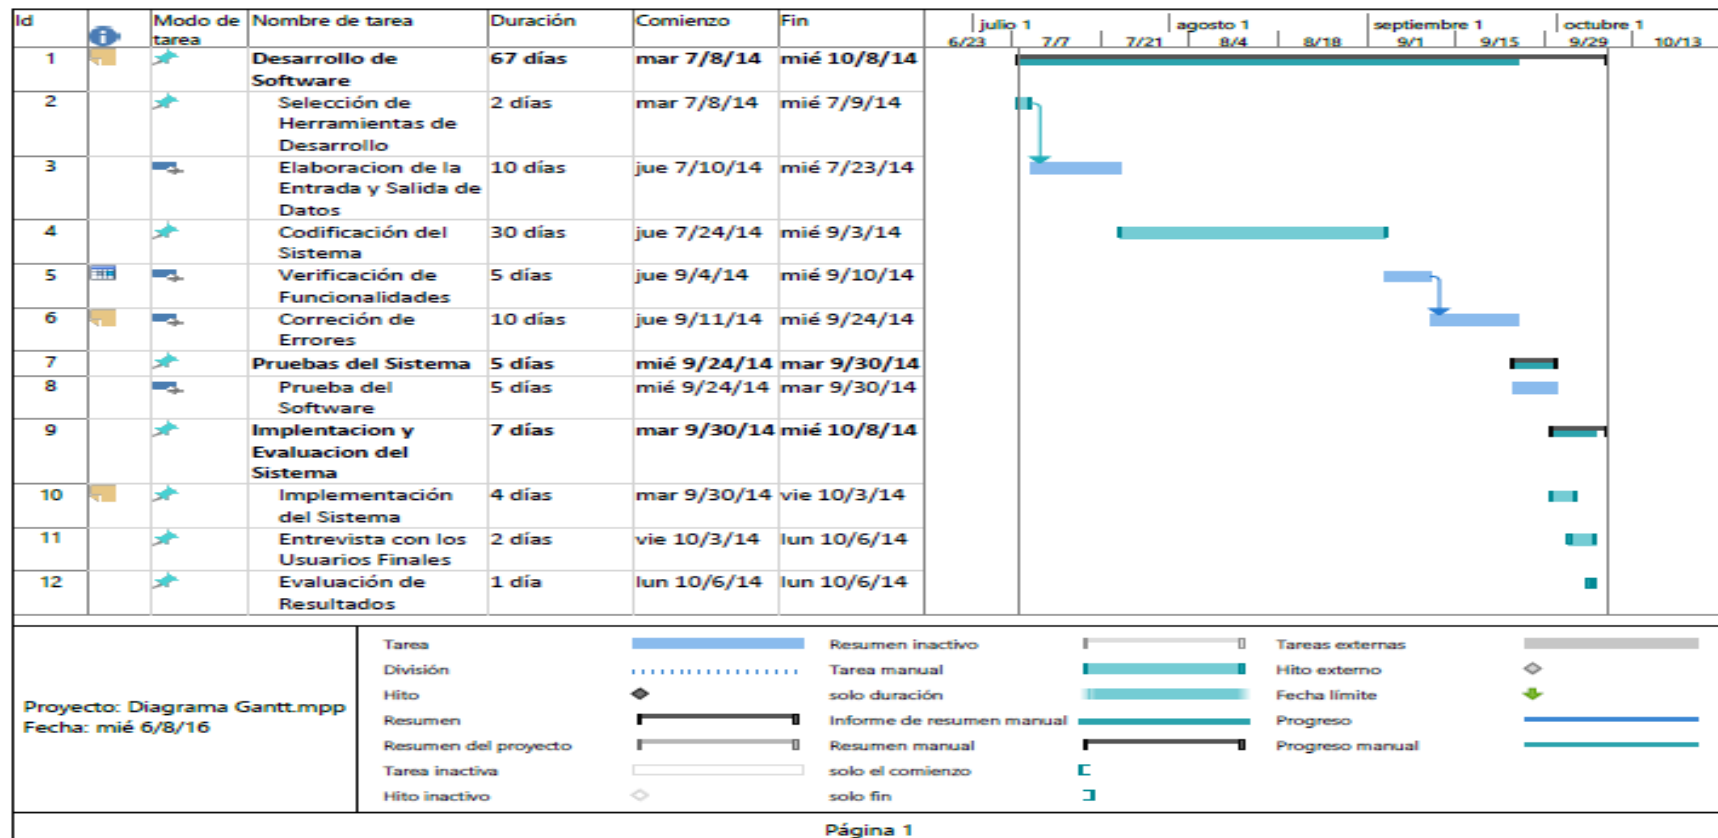 Id Modo de Nombre de tarea Duración Comienzo Fin julio 1 agosto 1 septiembre 1 octubre 1
tarea 6/23 7/7 7/21 8/4 8/18 9/1 9/15 9/29 10/13
1 Desarrollo de 67 días mar 7/8/14 mié 10/8/14
Software
2 Selección de 2 días mar 7/8/14 mié 7/9/14
Herramientas de
Desarrollo
3 Elaboracion de la 10 días jue 7/10/14 mié 7/23/14
Entrada y Salida de
Datos
4 Codificación del 30 días jue 7/24/14 mié 9/3/14
Sistema
5 Verificación de 5 días jue 9/4/14 mié 9/10/14
Funcionalidades
6 Correción de 10 días jue 9/11/14 mié 9/24/14
Errores
7 Pruebas del Sistema 5 días mié 9/24/14 mar 9/30/14
8 Prueba del 5 días mié 9/24/14 mar 9/30/14
Software
9 Implentacion y 7 días mar 9/30/14 mié 10/8/14
Evaluacion del
Sistema
10 Implementación 4 días mar 9/30/14 vie 10/3/14
del Sistema
11 Entrevista con los 2 días vie 10/3/14 lun 10/6/14
Usuarios Finales
12 Evaluación de 1 día lun 10/6/14 lun 10/6/14
Resultados
Proyecto: Diagrama Gantt.mpp
Fecha: mié 6/8/16
Tarea
División
Hito
Resumen
Resumen del proyecto
Tarea inactiva
Hito inactivo
Resumen inactivo
Tarea manual
solo duración
Informe de resumen manual
Resumen manual
solo el comienzo
solo fin
Tareas externas
Hito externo
Fecha límite
Progreso
Progreso manual
Página 1